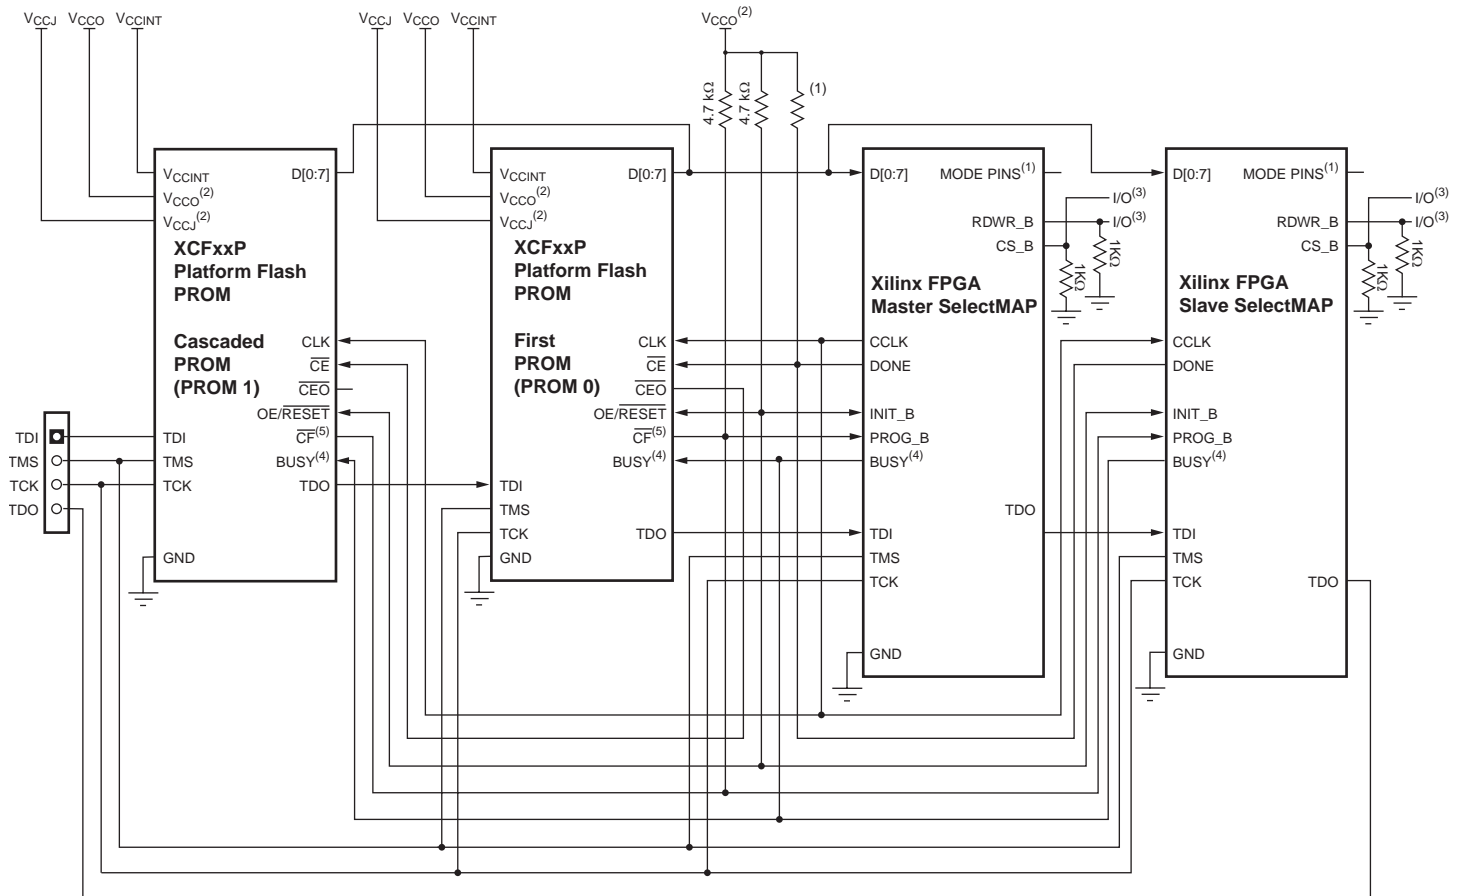 VCCJ VCCO VCCINT
VCCJ VCCO VCCINT
VCCO(2)
4.7 kΩ
4.7 kΩ
(1)
VCCINT
VCCO(2)
VCCJ(2)
D[0:7]
XCFxxP
Platform Flash
PROM
Cascaded
PROM
(PROM 1)
CLK
CE
CEO
OE/RESET
CF(5)
BUSY(4)
TDO
TDI
TMS
TCK
GND
TDI
TMS
TCK
TDO
VCCINT
VCCO(2)
VCCJ(2)
D[0:7]
XCFxxP
Platform Flash
PROM
First
PROM
(PROM 0)
CLK
CE
CEO
OE/RESET
CF(5)
BUSY(4)
TDI
TMS
TCK
TDO
GND
D[0:7]
MODE PINS(1)
I/O(3)
RDWR_B
I/O(3)
CS_B
1KΩ
1KΩ
Xilinx FPGA
Master SelectMAP
CCLK
DONE
INIT_B
PROG_B
BUSY(4)
TDO
TDI
TMS
TCK
GND
D[0:7]
MODE PINS(1)
I/O(3)
RDWR_B
I/O(3)
CS_B
1KΩ
1KΩ
Xilinx FPGA
Slave SelectMAP
CCLK
DONE
INIT_B
PROG_B
BUSY(4)
TDI
TMS
TCK
TDO
GND